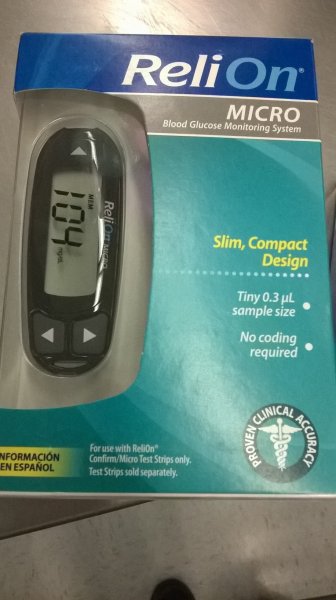 ReliOn®
MICRO
Blood Glucose Monitoring System
MEM
104
mg/dL
ReliOn MICRO
Slim, Compact
Design
Tiny 0.3 µL
sample size
No coding
required
PROVEN CLINICAL ACCURACY
INFORMACIÓN
EN ESPAÑOL
For use with ReliOn®
Confirm/Micro Test Strips only.
Test Strips sold separately.